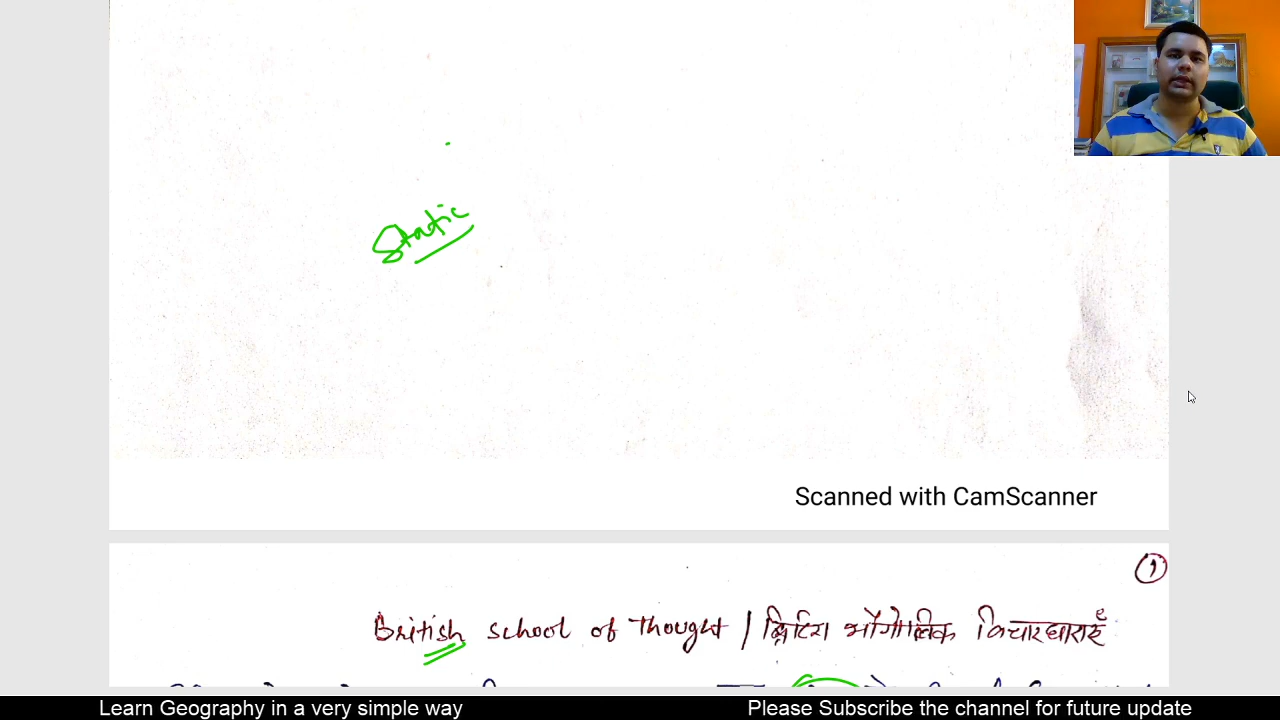 Static
Scanned with CamScanner
१
British school of Thought / ब्रिटिश भौगोलिक विचारधाराएँ
Learn Geography in a very simple way
Please Subscribe the channel for future update